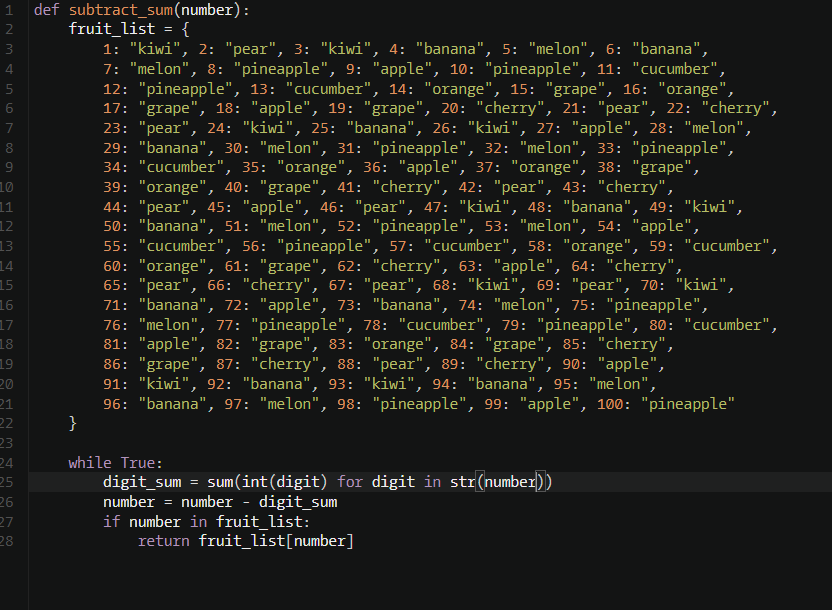 1 def subtract_sum(number):
2     fruit_list = {
3         1: "kiwi", 2: "pear", 3: "kiwi", 4: "banana", 5: "melon", 6: "banana",
4         7: "melon", 8: "pineapple", 9: "apple", 10: "pineapple", 11: "cucumber",
5         12: "pineapple", 13: "cucumber", 14: "orange", 15: "grape", 16: "orange",
6         17: "grape", 18: "apple", 19: "grape", 20: "cherry", 21: "pear", 22: "cherry",
7         23: "pear", 24: "kiwi", 25: "banana", 26: "kiwi", 27: "apple", 28: "melon",
8         29: "banana", 30: "melon", 31: "pineapple", 32: "melon", 33: "pineapple",
9         34: "cucumber", 35: "orange", 36: "apple", 37: "orange", 38: "grape",
10         39: "orange", 40: "grape", 41: "cherry", 42: "pear", 43: "cherry",
11         44: "pear", 45: "apple", 46: "pear", 47: "kiwi", 48: "banana", 49: "kiwi",
12         50: "banana", 51: "melon", 52: "pineapple", 53: "melon", 54: "apple",
13         55: "cucumber", 56: "pineapple", 57: "cucumber", 58: "orange", 59: "cucumber",
14         60: "orange", 61: "grape", 62: "cherry", 63: "apple", 64: "cherry",
15         65: "pear", 66: "cherry", 67: "pear", 68: "kiwi", 69: "pear", 70: "kiwi",
16         71: "banana", 72: "apple", 73: "banana", 74: "melon", 75: "pineapple",
17         76: "melon", 77: "pineapple", 78: "cucumber", 79: "pineapple", 80: "cucumber",
18         81: "apple", 82: "grape", 83: "orange", 84: "grape", 85: "cherry",
19         86: "grape", 87: "cherry", 88: "pear", 89: "cherry", 90: "apple",
20         91: "kiwi", 92: "banana", 93: "kiwi", 94: "banana", 95: "melon",
21         96: "banana", 97: "melon", 98: "pineapple", 99: "apple", 100: "pineapple"
22     }
23
24     while True:
25         digit_sum = sum(int(digit) for digit in str(number))
26         number = number - digit_sum
27         if number in fruit_list:
28             return fruit_list[number]